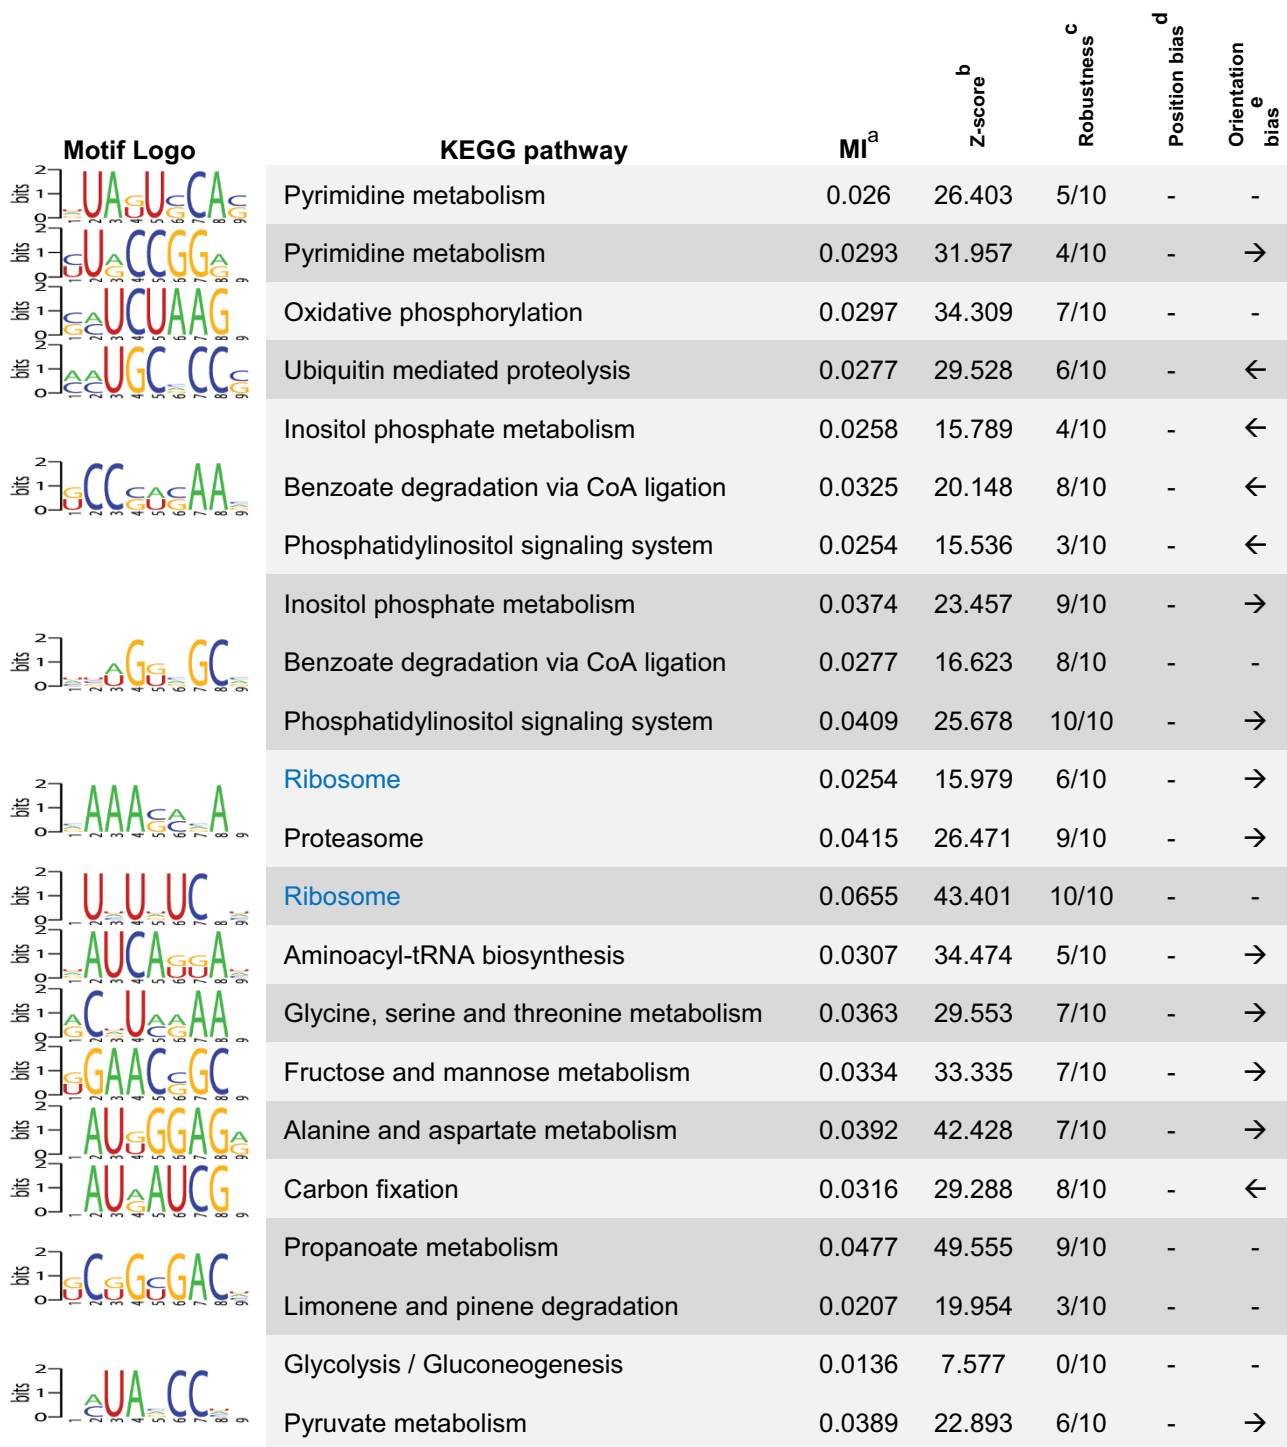 Motif Logo KEGG pathway MIa Z-scoreb Robustnessc Position biasd Orientation biase
Pyrimidine metabolism 0.026 26.403 5/10 - -
Pyrimidine metabolism 0.0293 31.957 4/10 - →
Oxidative phosphorylation 0.0297 34.309 7/10 - -
Ubiquitin mediated proteolysis 0.0277 29.528 6/10 - ←
Inositol phosphate metabolism 0.0258 15.789 4/10 - ←
Benzoate degradation via CoA ligation 0.0325 20.148 8/10 - ←
Phosphatidylinositol signaling system 0.0254 15.536 3/10 - ←
Inositol phosphate metabolism 0.0374 23.457 9/10 - →
Benzoate degradation via CoA ligation 0.0277 16.623 8/10 - -
Phosphatidylinositol signaling system 0.0409 25.678 10/10 - →
Ribosome 0.0254 15.979 6/10 - →
Proteasome 0.0415 26.471 9/10 - →
Ribosome 0.0655 43.401 10/10 - -
Aminoacyl-tRNA biosynthesis 0.0307 34.474 5/10 - →
Glycine, serine and threonine metabolism 0.0363 29.553 7/10 - →
Fructose and mannose metabolism 0.0334 33.335 7/10 - →
Alanine and aspartate metabolism 0.0392 42.428 7/10 - →
Carbon fixation 0.0316 29.288 8/10 - ←
Propanoate metabolism 0.0477 49.555 9/10 - -
Limonene and pinene degradation 0.0207 19.954 3/10 - -
Glycolysis / Gluconeogenesis 0.0136 7.577 0/10 - -
Pyruvate metabolism 0.0389 22.893 6/10 - →